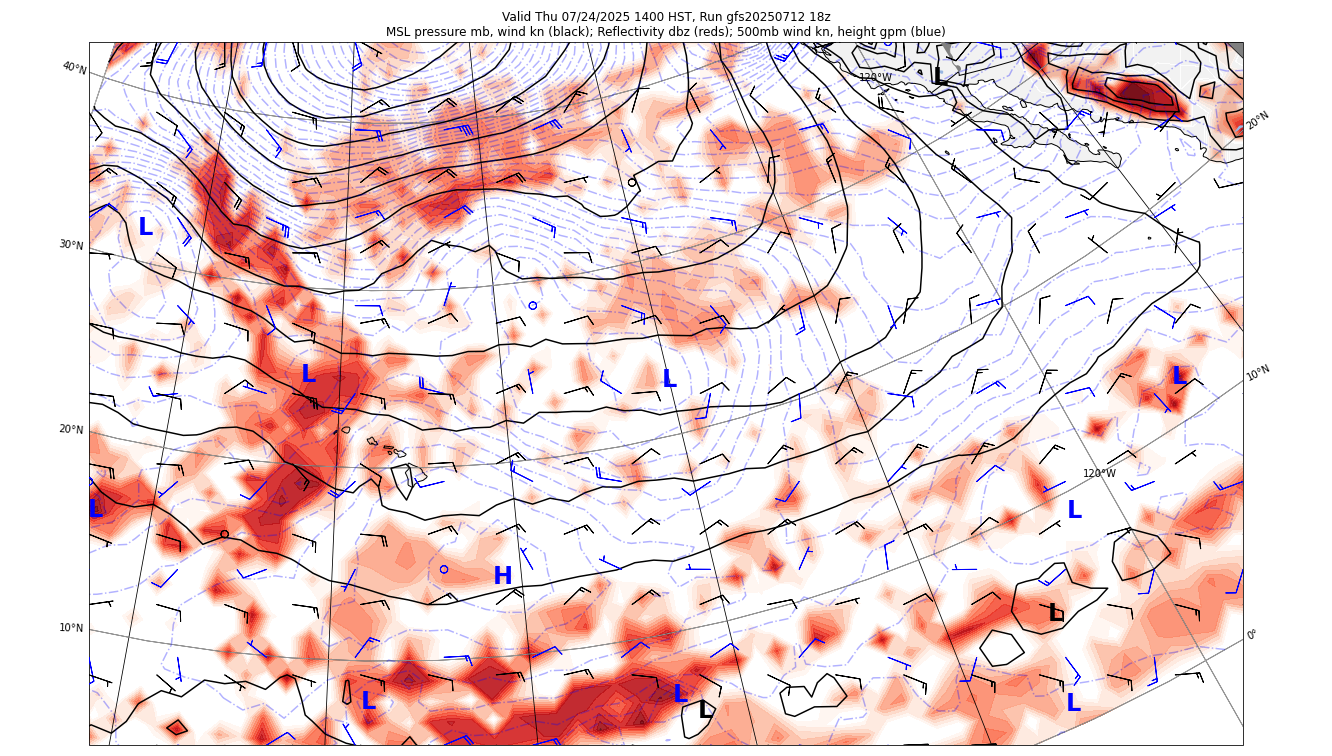 Valid Thu 07/24/2025 1400 HST, Run gfs20250712 18z
MSL pressure mb, wind kn (black); Reflectivity dbz (reds); 500mb wind kn, height gpm (blue)
40°N
120°W
L
20°N
L
30°N
L
L
L
10°N
20°N
120°W
L
L
H
L
10°N
0°
L
L
L
L